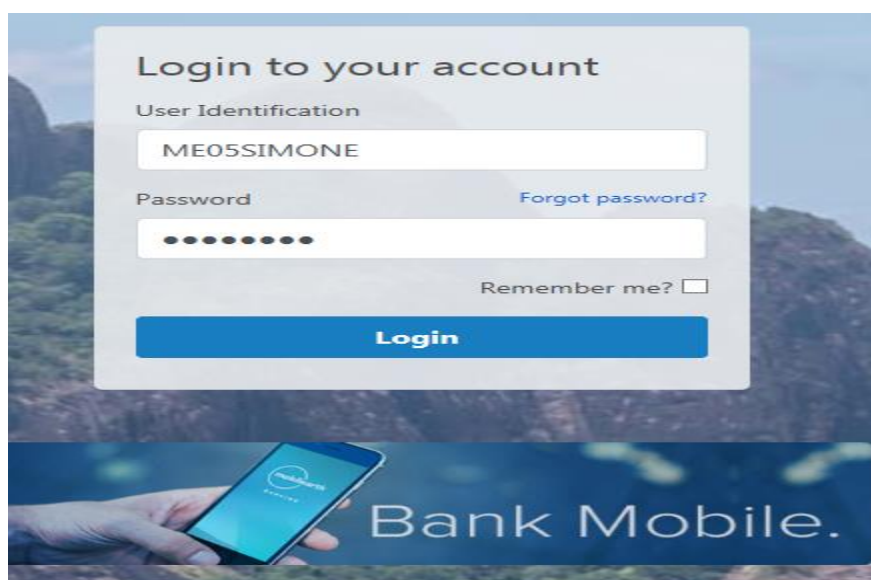 Login to your account
User Identification
ME05SIMONE
Password Forgot password?
●●●●●●●●
Remember me?
Login
Bank Mobile.